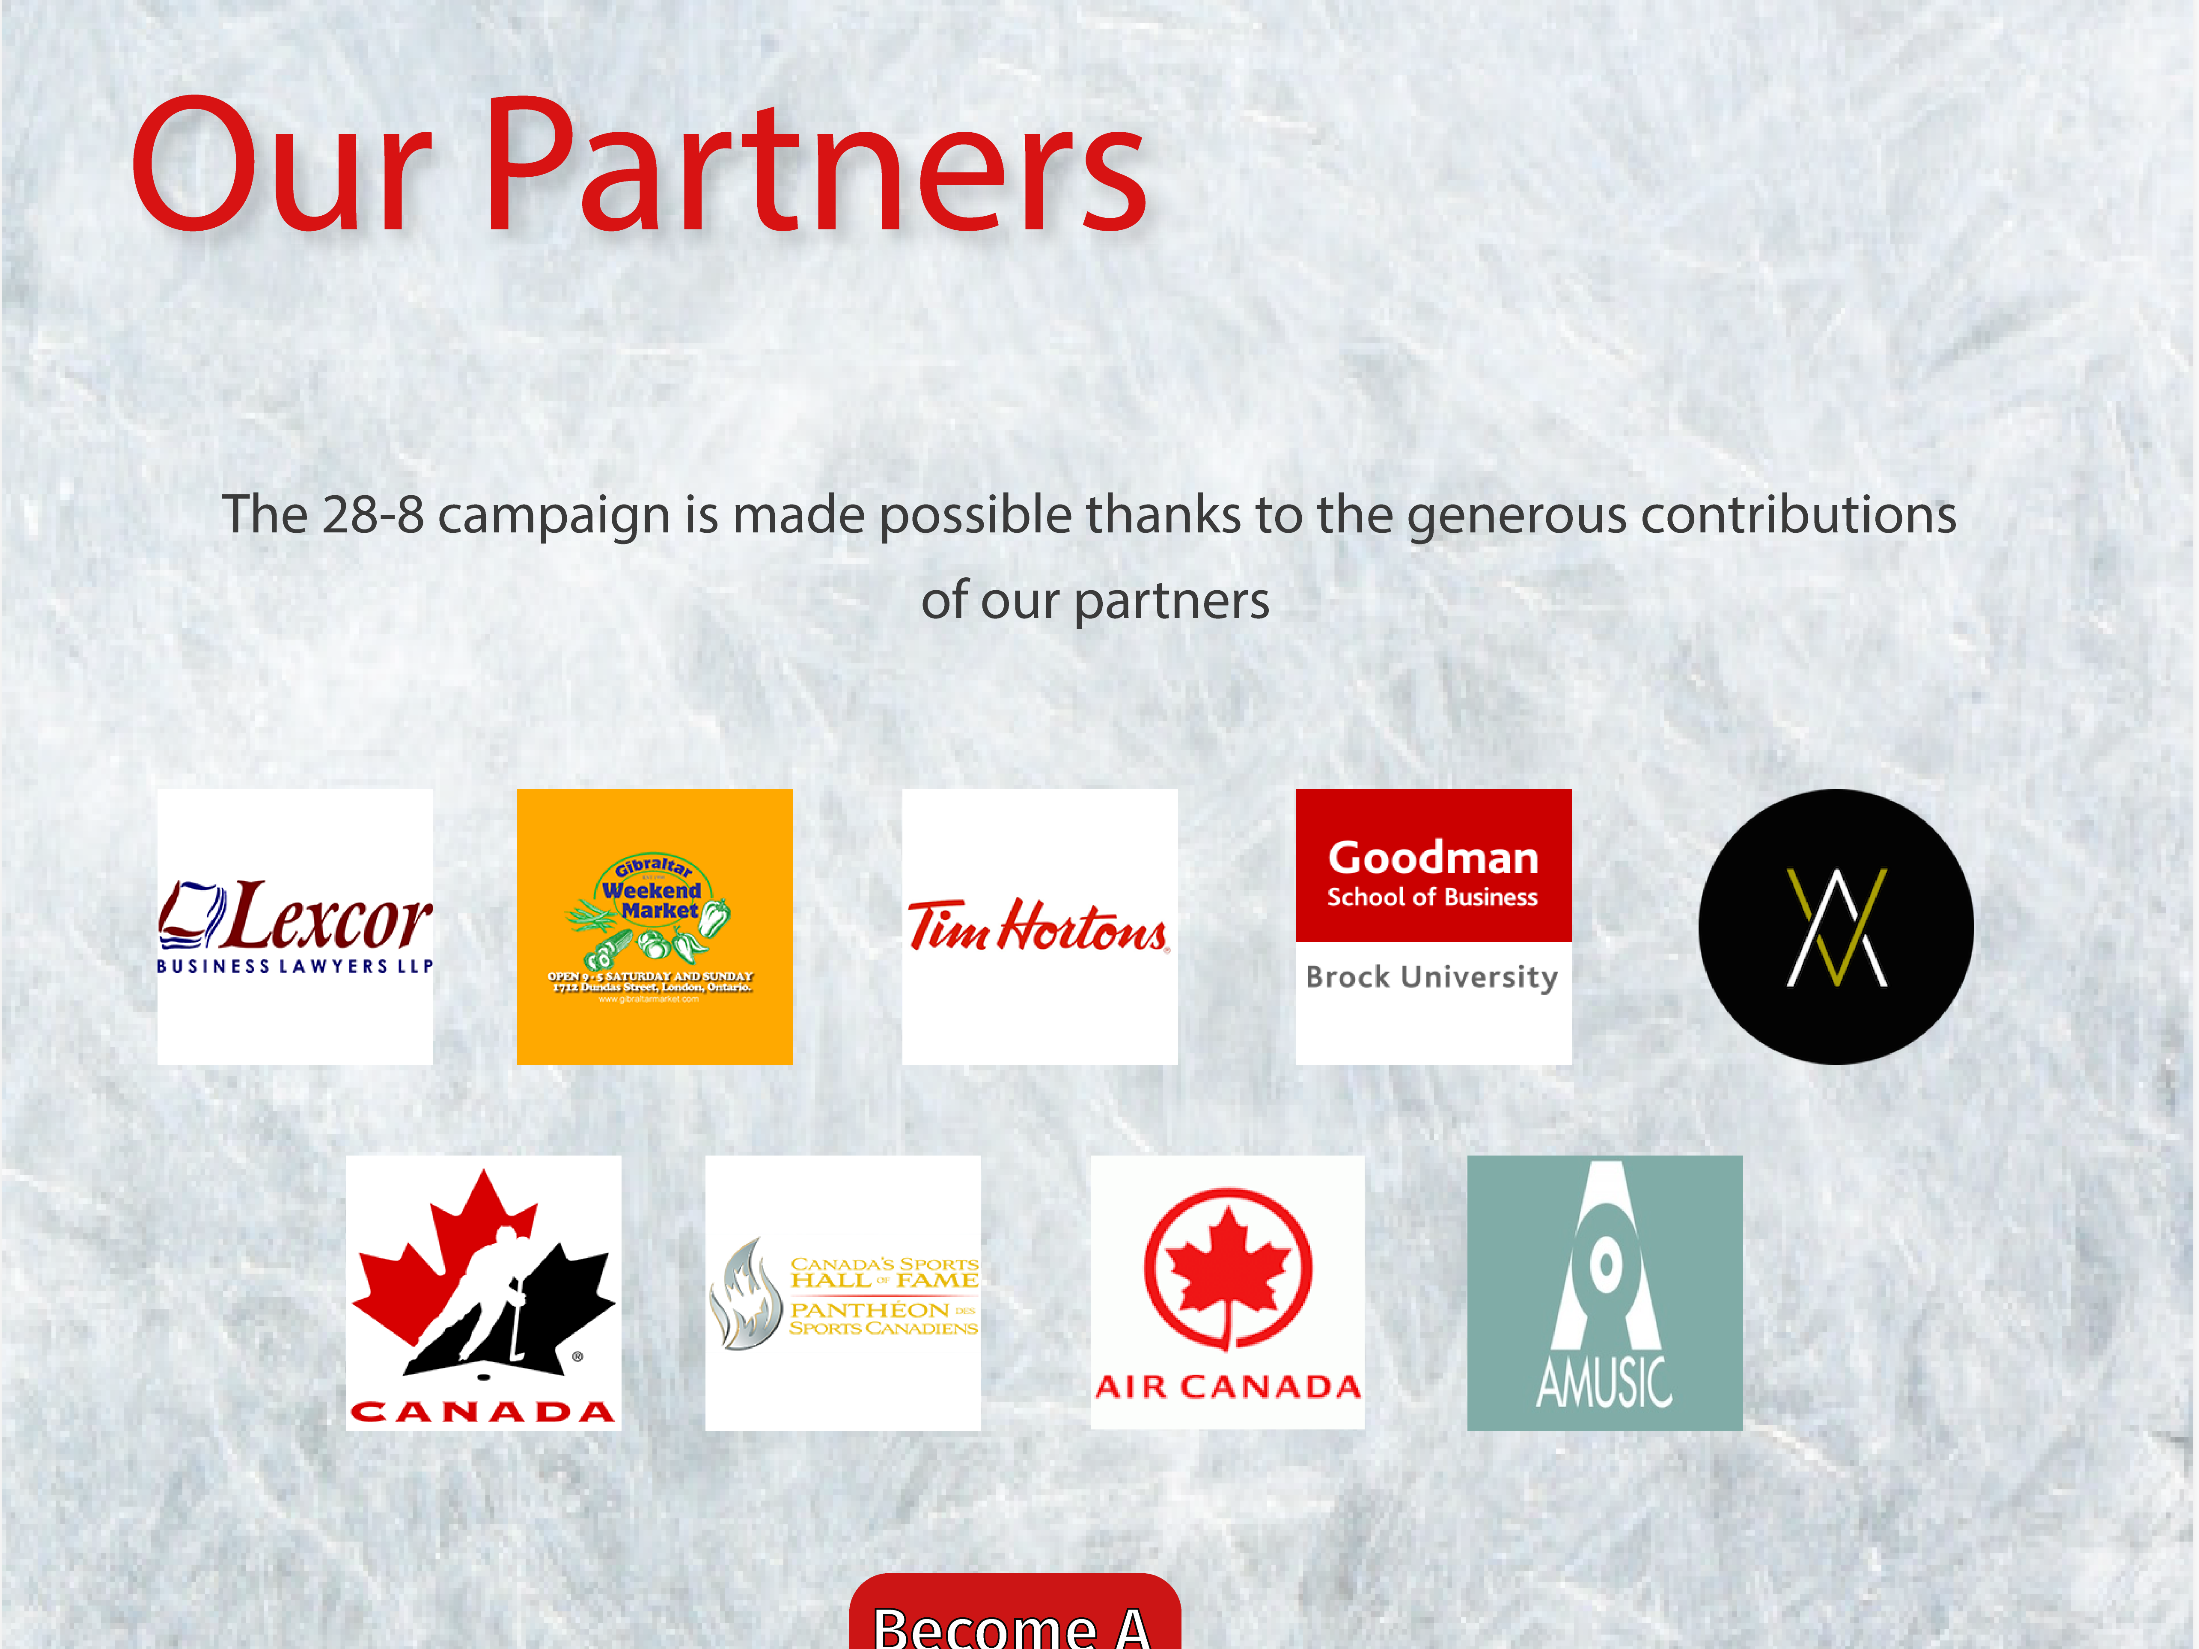 Our Partners
The 28-8 campaign is made possible thanks to the generous contributions
of our partners
Lexcor
BUSINESS LAWYERS LLP
Gibraltar
Weekend
Market
OPEN 9 - 5 SATURDAY AND SUNDAY
1712 Dundas Street, London, Ontario.
www.gibraltarmarket.com
Tim Hortons®
Goodman
School of Business
Brock University
®
CANADA
CANADA'S SPORTS
HALL OF FAME
PANTHÉON DES
SPORTS CANADIENS
AIR CANADA
AMUSIC
Become A